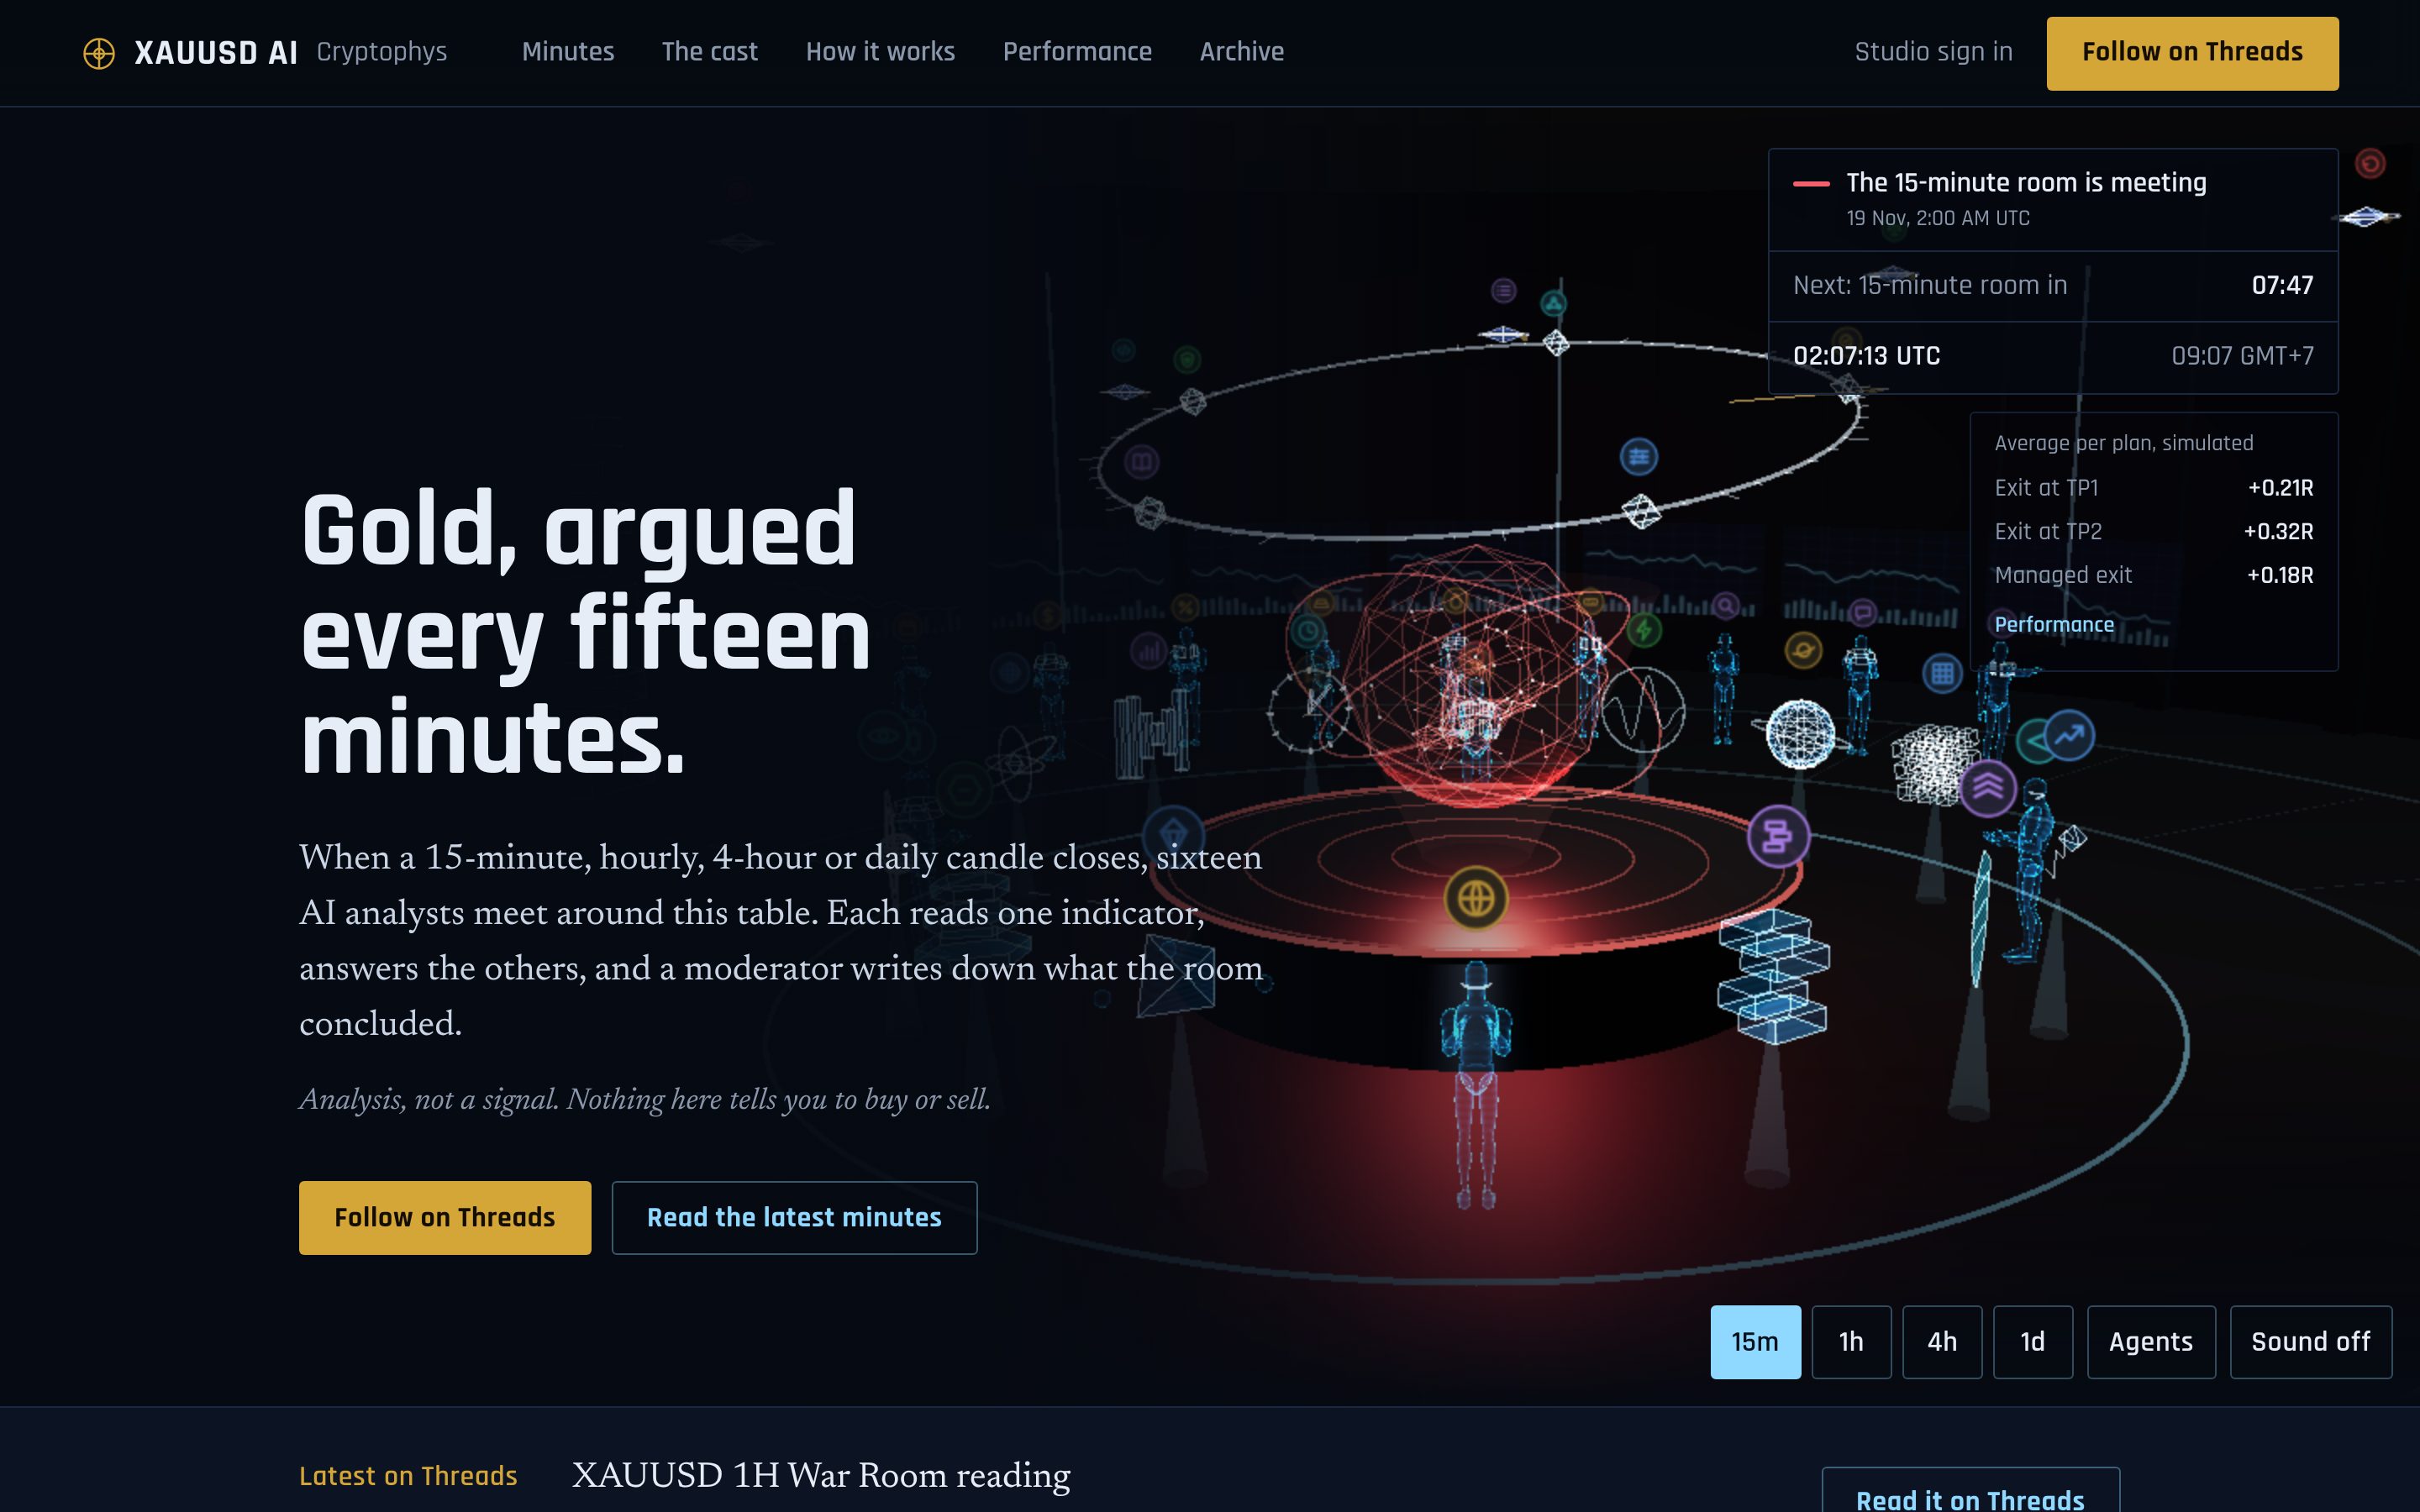 XAUUSD AI Cryptophys
Minutes
The cast
How it works
Performance
Archive
Studio sign in
Follow on Threads
The 15-minute room is meeting
19 Nov, 2:00 AM UTC
Next: 15-minute room in 07:47
02:07:13 UTC 09:07 GMT+7
Average per plan, simulated
Exit at TP1 +0.21R
Exit at TP2 +0.32R
Managed exit +0.18R
Performance
Gold, argued
every fifteen
minutes.
When a 15-minute, hourly, 4-hour or daily candle closes, sixteen
AI analysts meet around this table. Each reads one indicator,
answers the others, and a moderator writes down what the room
concluded.
Analysis, not a signal. Nothing here tells you to buy or sell.
Follow on Threads
Read the latest minutes
15m
1h
4h
1d
Agents
Sound off
Latest on Threads
XAUUSD 1H War Room reading
Read it on Threads